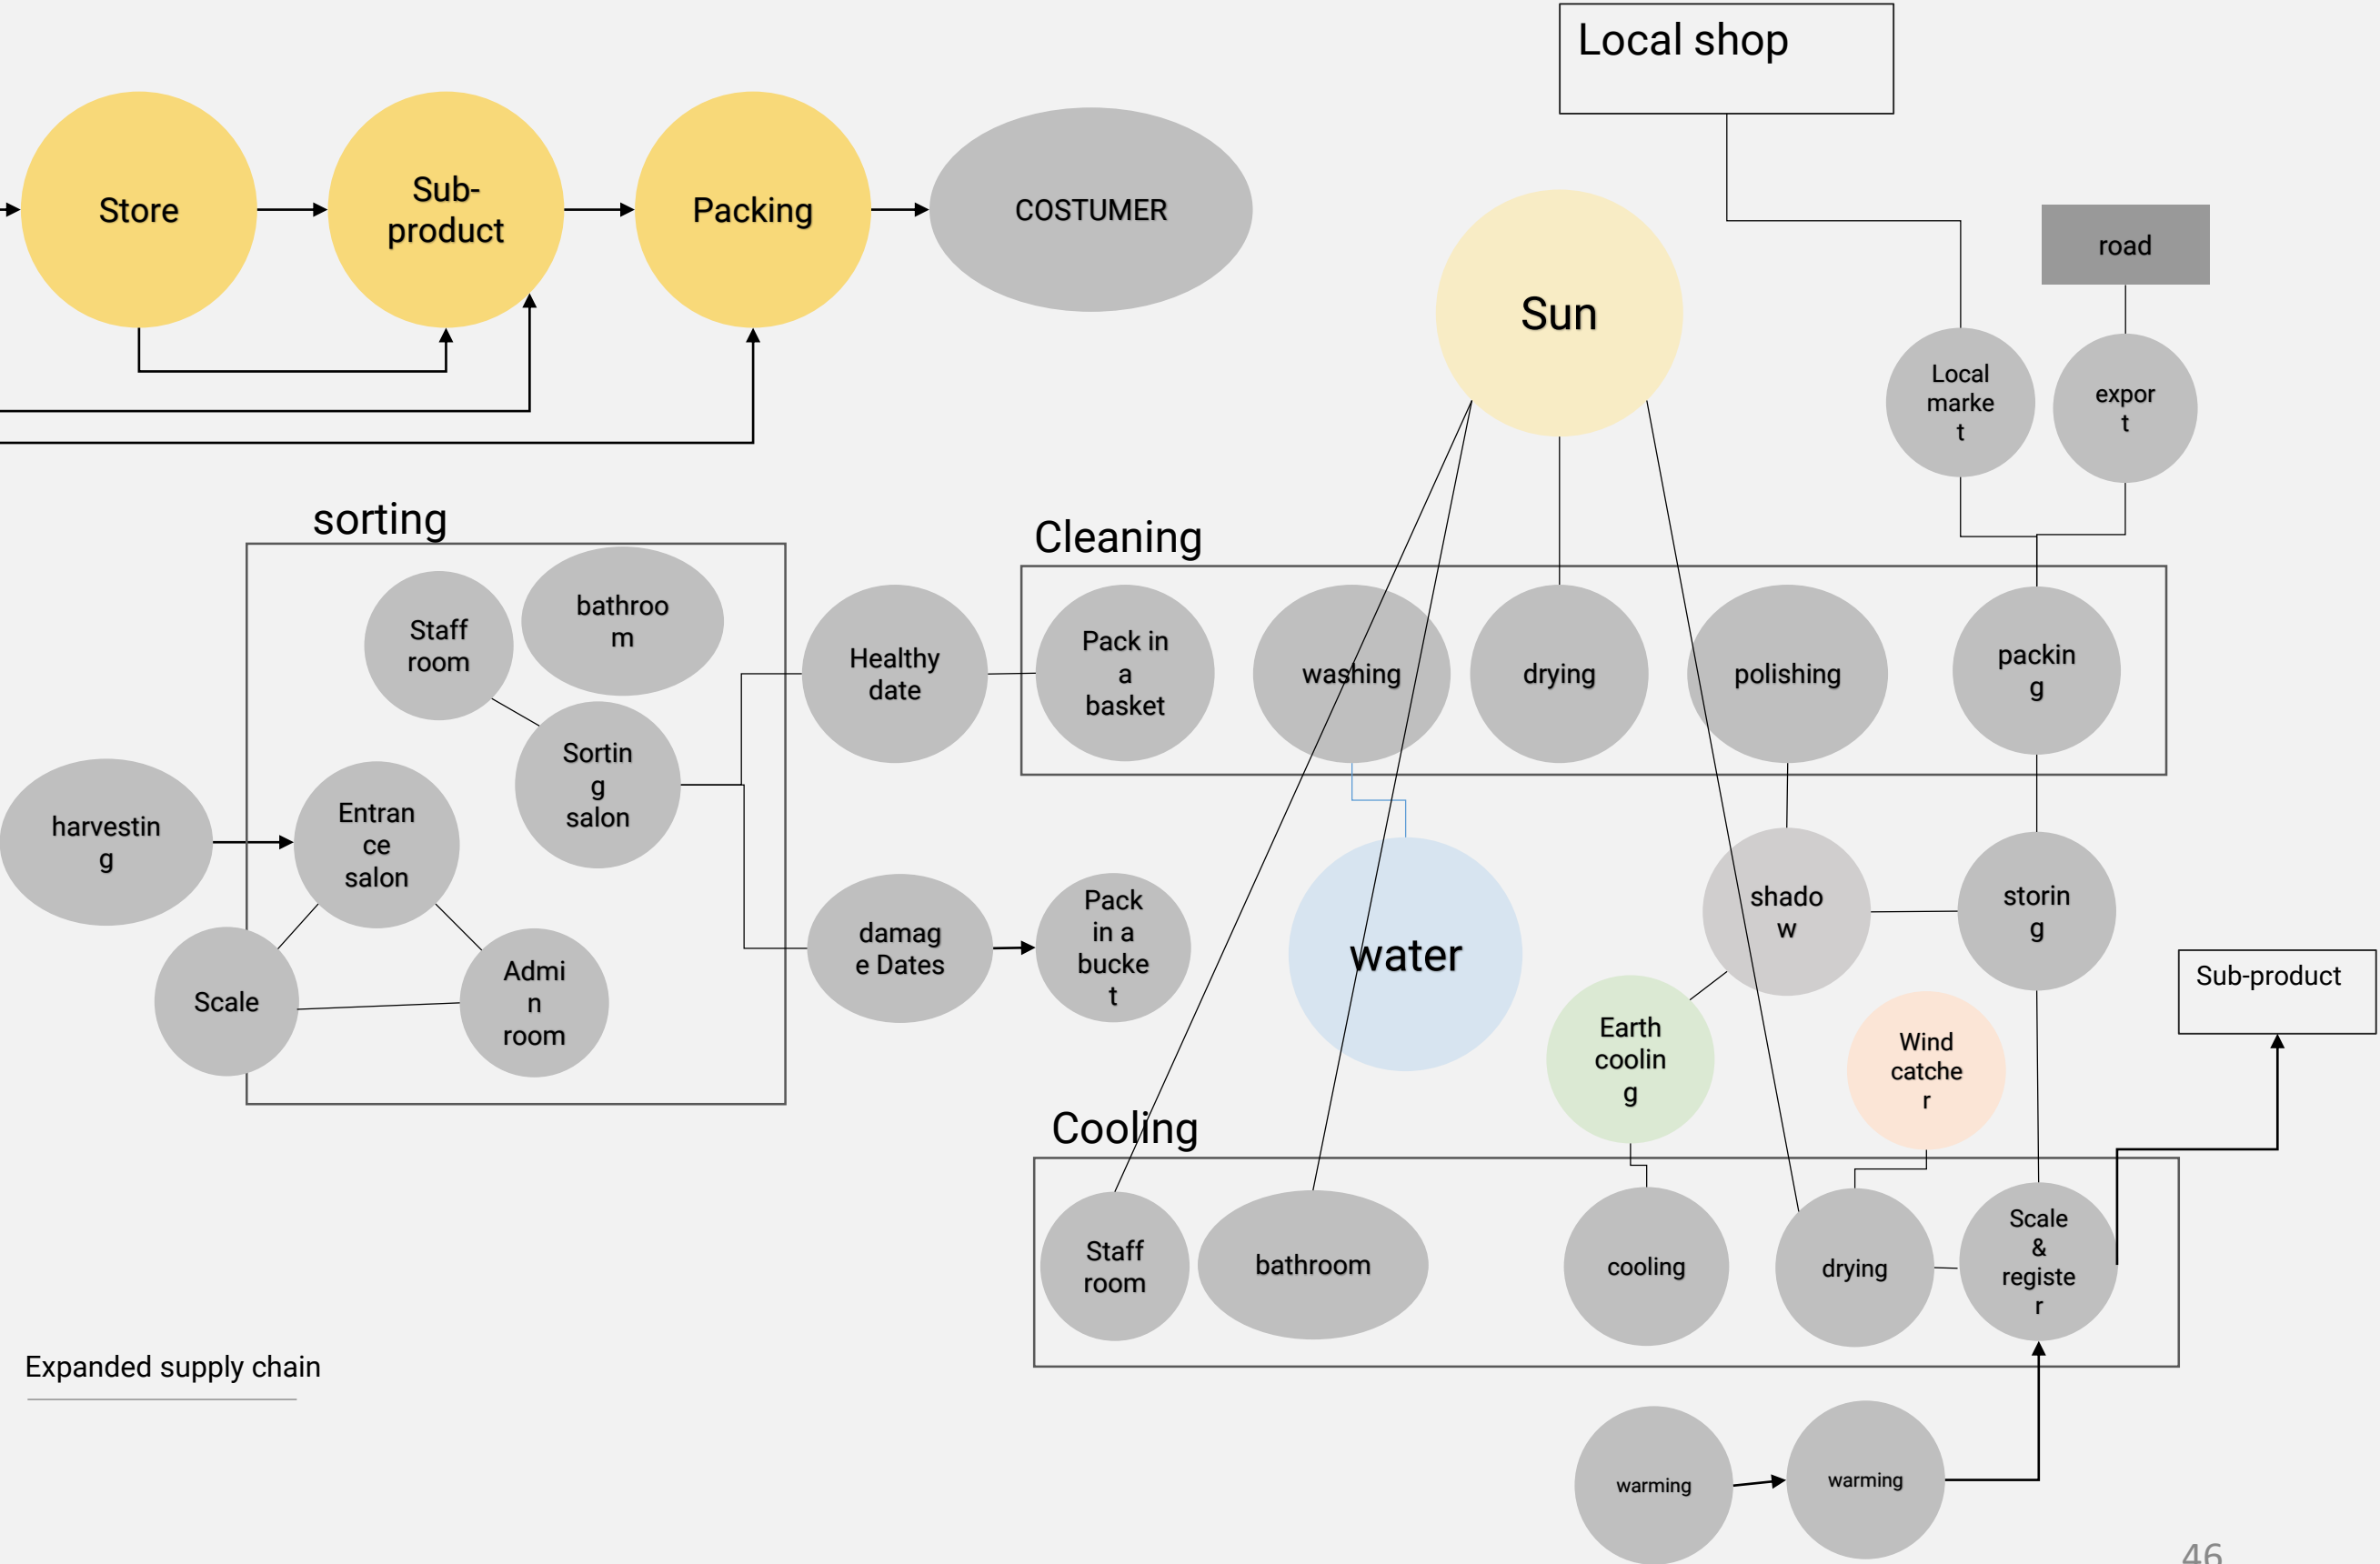 Local shop
Store
Sub-
product
Packing
COSTUMER
Sun
road
Local
marke
t
expor
t
sorting
Cleaning
Staff
room
bathroo
m
Healthy
date
Pack in
a
basket
washing
drying
polishing
packin
g
Sortin
g
salon
harvestin
g
Entran
ce
salon
Scale
Admi
n
room
damag
e Dates
Pack
in a
bucke
t
water
shado
w
storin
g
Earth
coolin
g
Wind
catche
r
Sub-product
Cooling
Staff
room
bathroom
cooling
drying
Scale
&
registe
r
Expanded supply chain
warming
warming
46